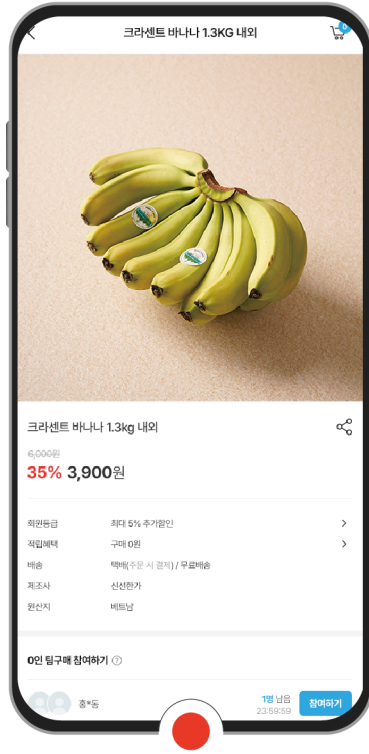 크라센트 바나나 1.3KG 내외
0
크라센트 바나나 1.3kg 내외
6,000원
35% 3,900원
회원등급 최대 5% 추가할인
적립혜택 구매 0원
배송 택배(주문 시 결제) / 무료배송
제조사 신선한가
원산지 베트남
0인 팀구매 참여하기 ?
홍*동 1명 남음 참여하기
23:59:59